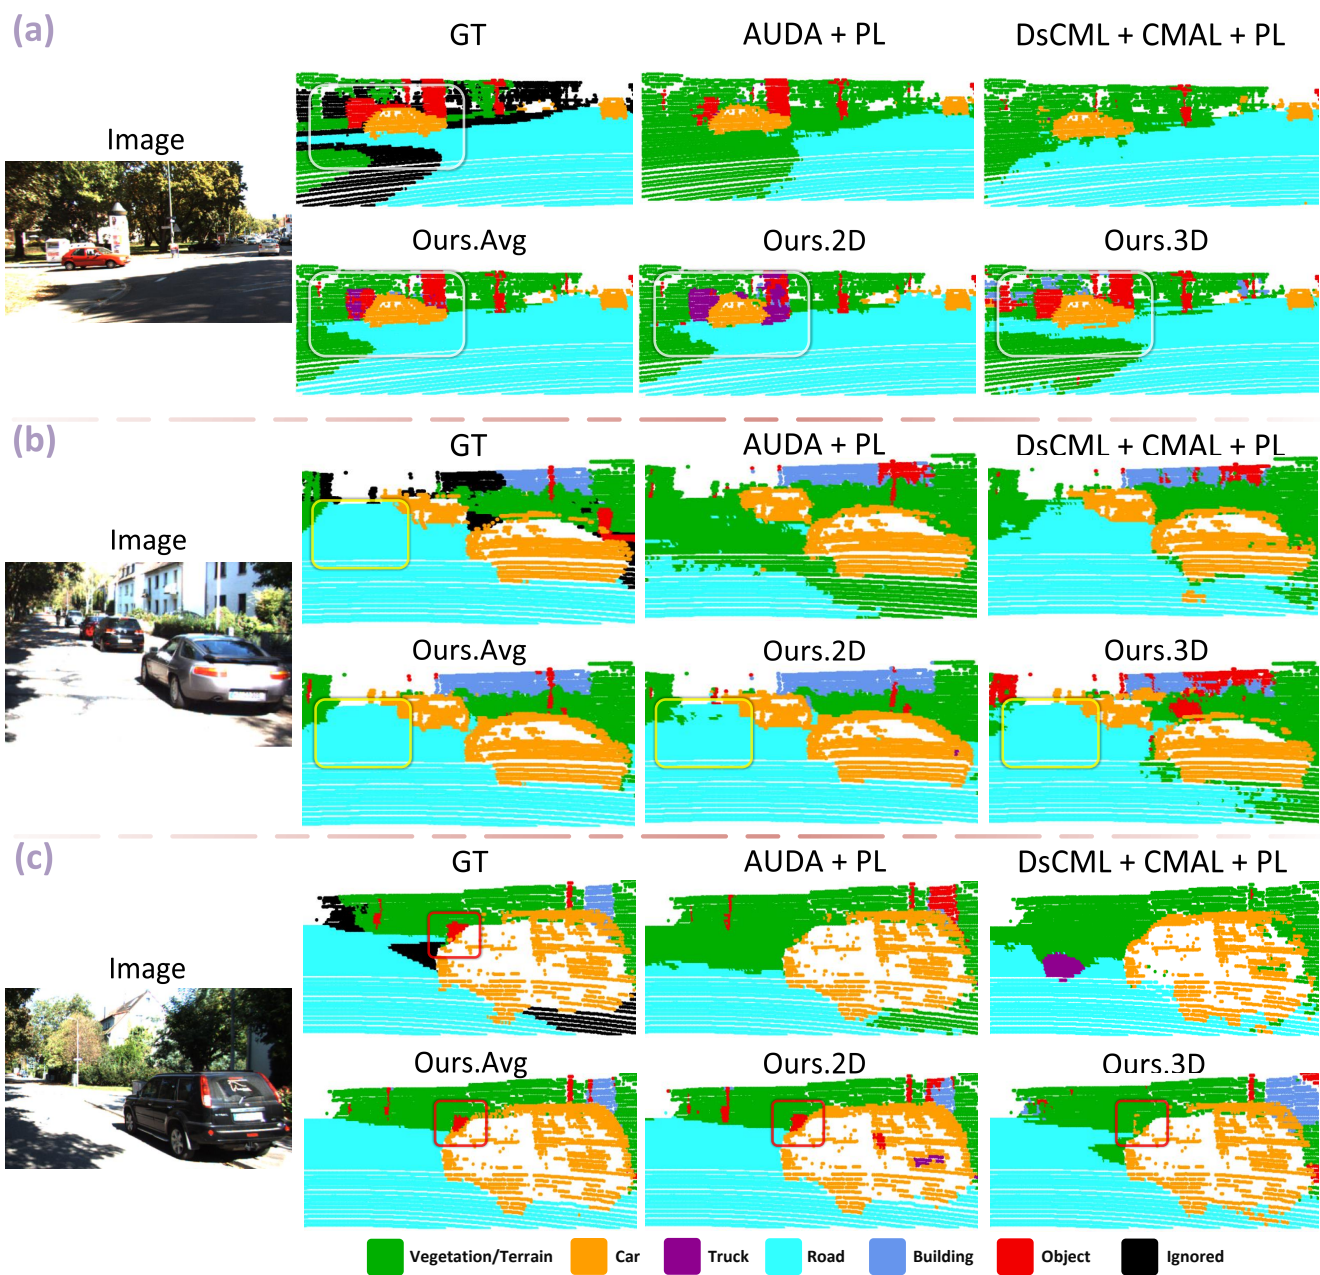 (a)
GT
AUDA + PL
DsCML + CMAL + PL
Image
Ours.Avg
Ours.2D
Ours.3D
(b)
GT
AUDA + PL
DsCML + CMAL + PL
Image
Ours.Avg
Ours.2D
Ours.3D
(c)
GT
AUDA + PL
DsCML + CMAL + PL
Image
Ours.Avg
Ours.2D
Ours.3D
Vegetation/Terrain Car Truck Road Building Object Ignored